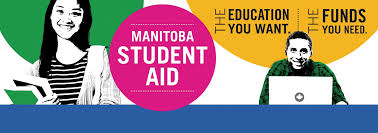 MANITOBA
STUDENT
AID
THE EDUCATION
YOU WANT.
THE FUNDS
YOU NEED.